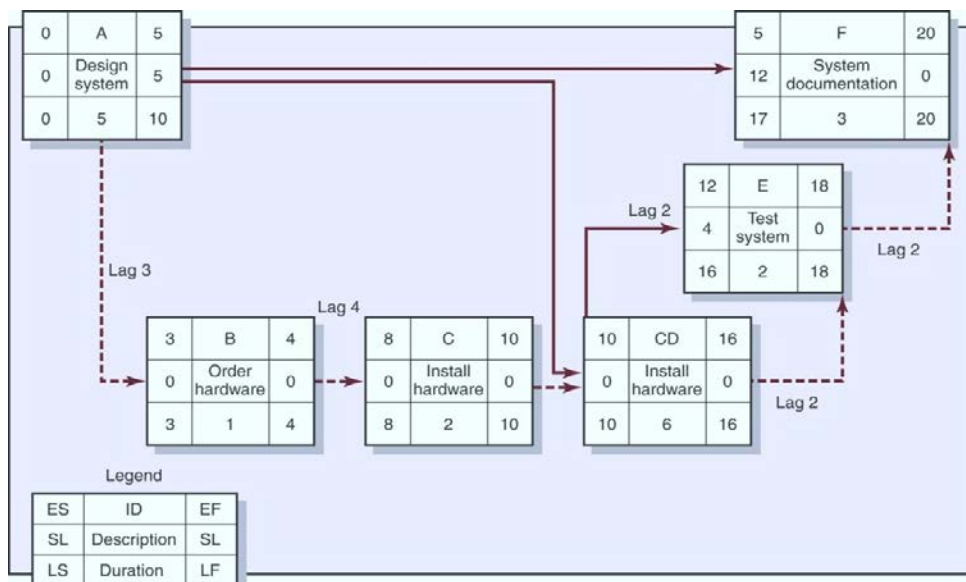 0 A 5
0 Design system 5
0 5 10
5 F 20
12 System documentation 0
17 3 20
12 E 18
4 Test system 0
16 2 18
Lag 2
Lag 2
Lag 3
Lag 4
3 B 4
0 Order hardware 0
3 1 4
8 C 10
0 Install hardware 0
8 2 10
10 CD 16
0 Install hardware 0
10 6 16
Lag 2
Legend
ES ID EF
SL Description SL
LS Duration LF